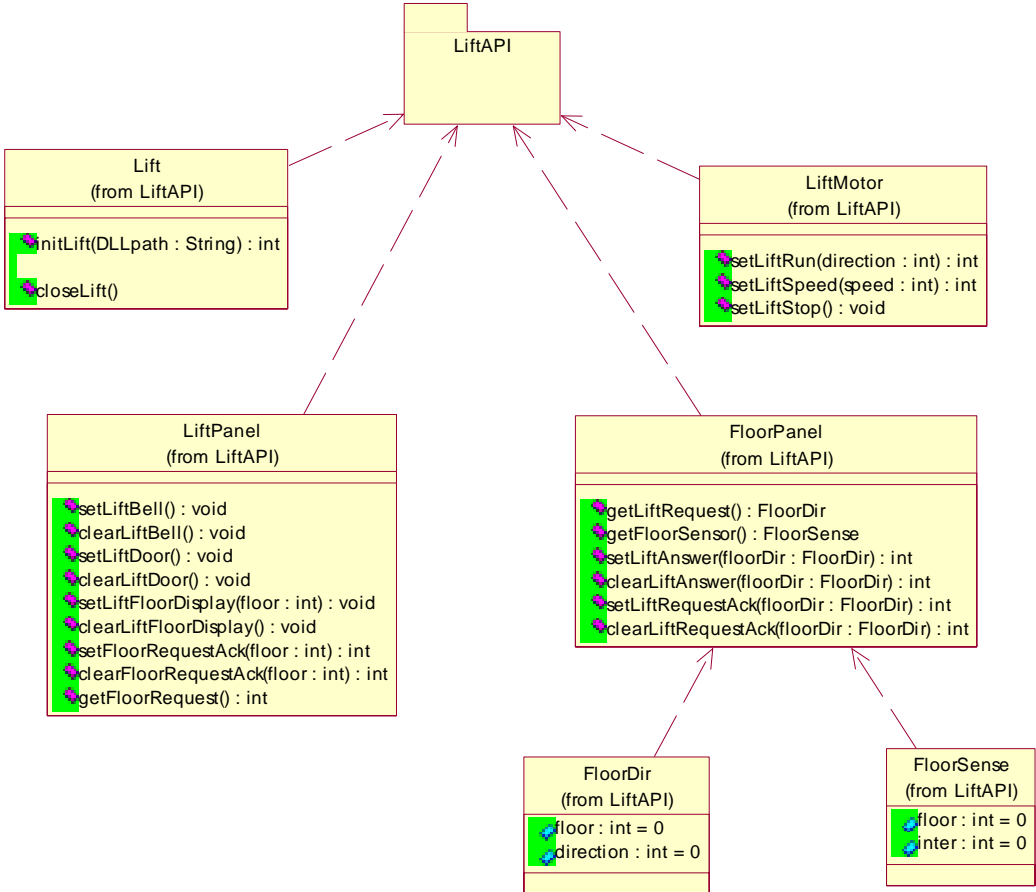 LiftAPI
Lift
(from LiftAPI)
initLift(DLLpath : String) : int
closeLift()
LiftMotor
(from LiftAPI)
setLiftRun(direction : int) : int
setLiftSpeed(speed : int) : int
setLiftStop() : void
LiftPanel
(from LiftAPI)
setLiftBell() : void
clearLiftBell() : void
setLiftDoor() : void
clearLiftDoor() : void
setLiftFloorDisplay(floor : int) : void
clearLiftFloorDisplay() : void
setFloorRequestAck(floor : int) : int
clearFloorRequestAck(floor : int) : int
getFloorRequest() : int
FloorPanel
(from LiftAPI)
getLiftRequest() : FloorDir
getFloorSensor() : FloorSense
setLiftAnswer(floorDir : FloorDir) : int
clearLiftAnswer(floorDir : FloorDir) : int
setLiftRequestAck(floorDir : FloorDir) : int
clearLiftRequestAck(floorDir : FloorDir) : int
FloorDir
(from LiftAPI)
floor : int = 0
direction : int = 0
FloorSense
(from LiftAPI)
floor : int = 0
inter : int = 0